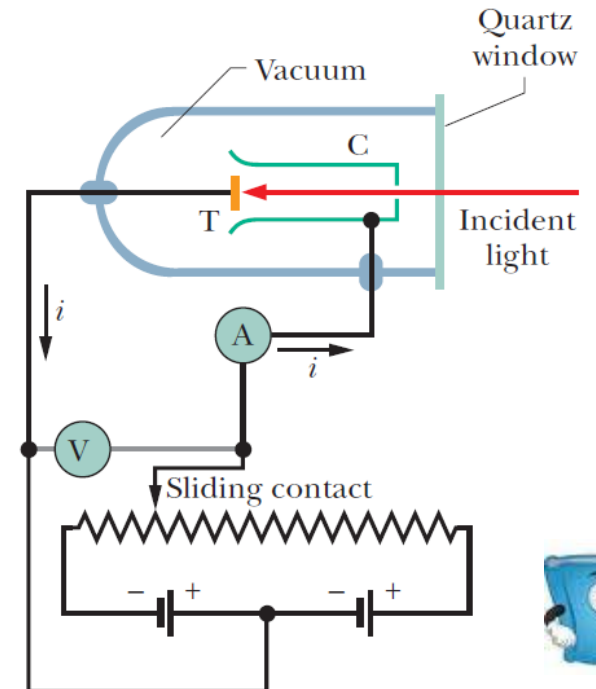 Quartz
window
Vacuum
C
T
Incident
light
i
A
i
V
Sliding contact
− + − +